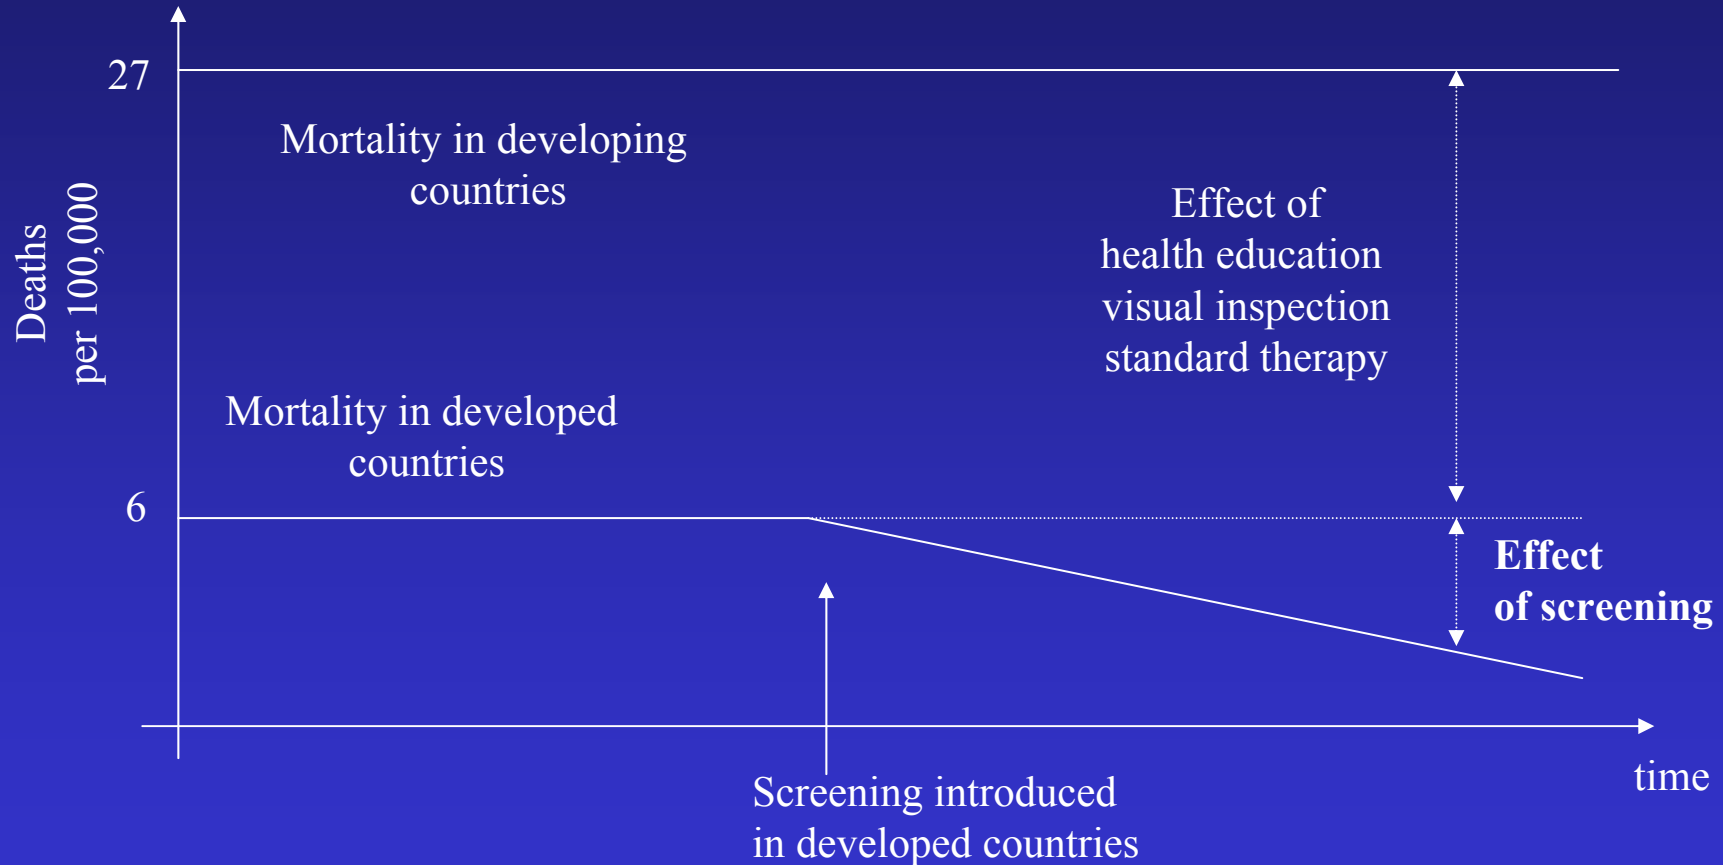 27
Mortality in developing
countries
Deaths
per 100,000
Effect of
health education
visual inspection
standard therapy
Mortality in developed
countries
6
Effect
of screening
time
Screening introduced
in developed countries